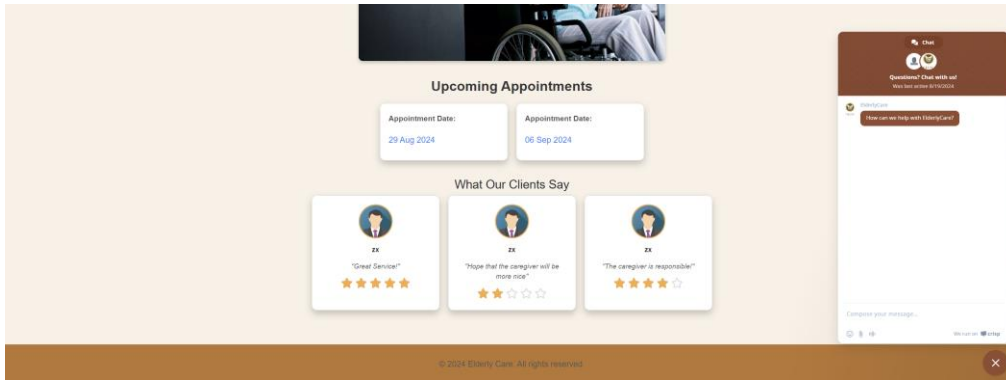 Upcoming Appointments
Appointment Date:
29 Aug 2024
Appointment Date:
06 Sep 2024
What Our Clients Say
zx
"Great Service!"
zx
"Hope that the caregiver will be
more nice"
zx
"The caregiver is responsible!"
© 2024 Elderly Care. All rights reserved
Chat
Questions? Chat with us!
Was last active 8/19/2024
ElderlyCare
How can we help with ElderlyCare?
Compose your message...
We run on crisp